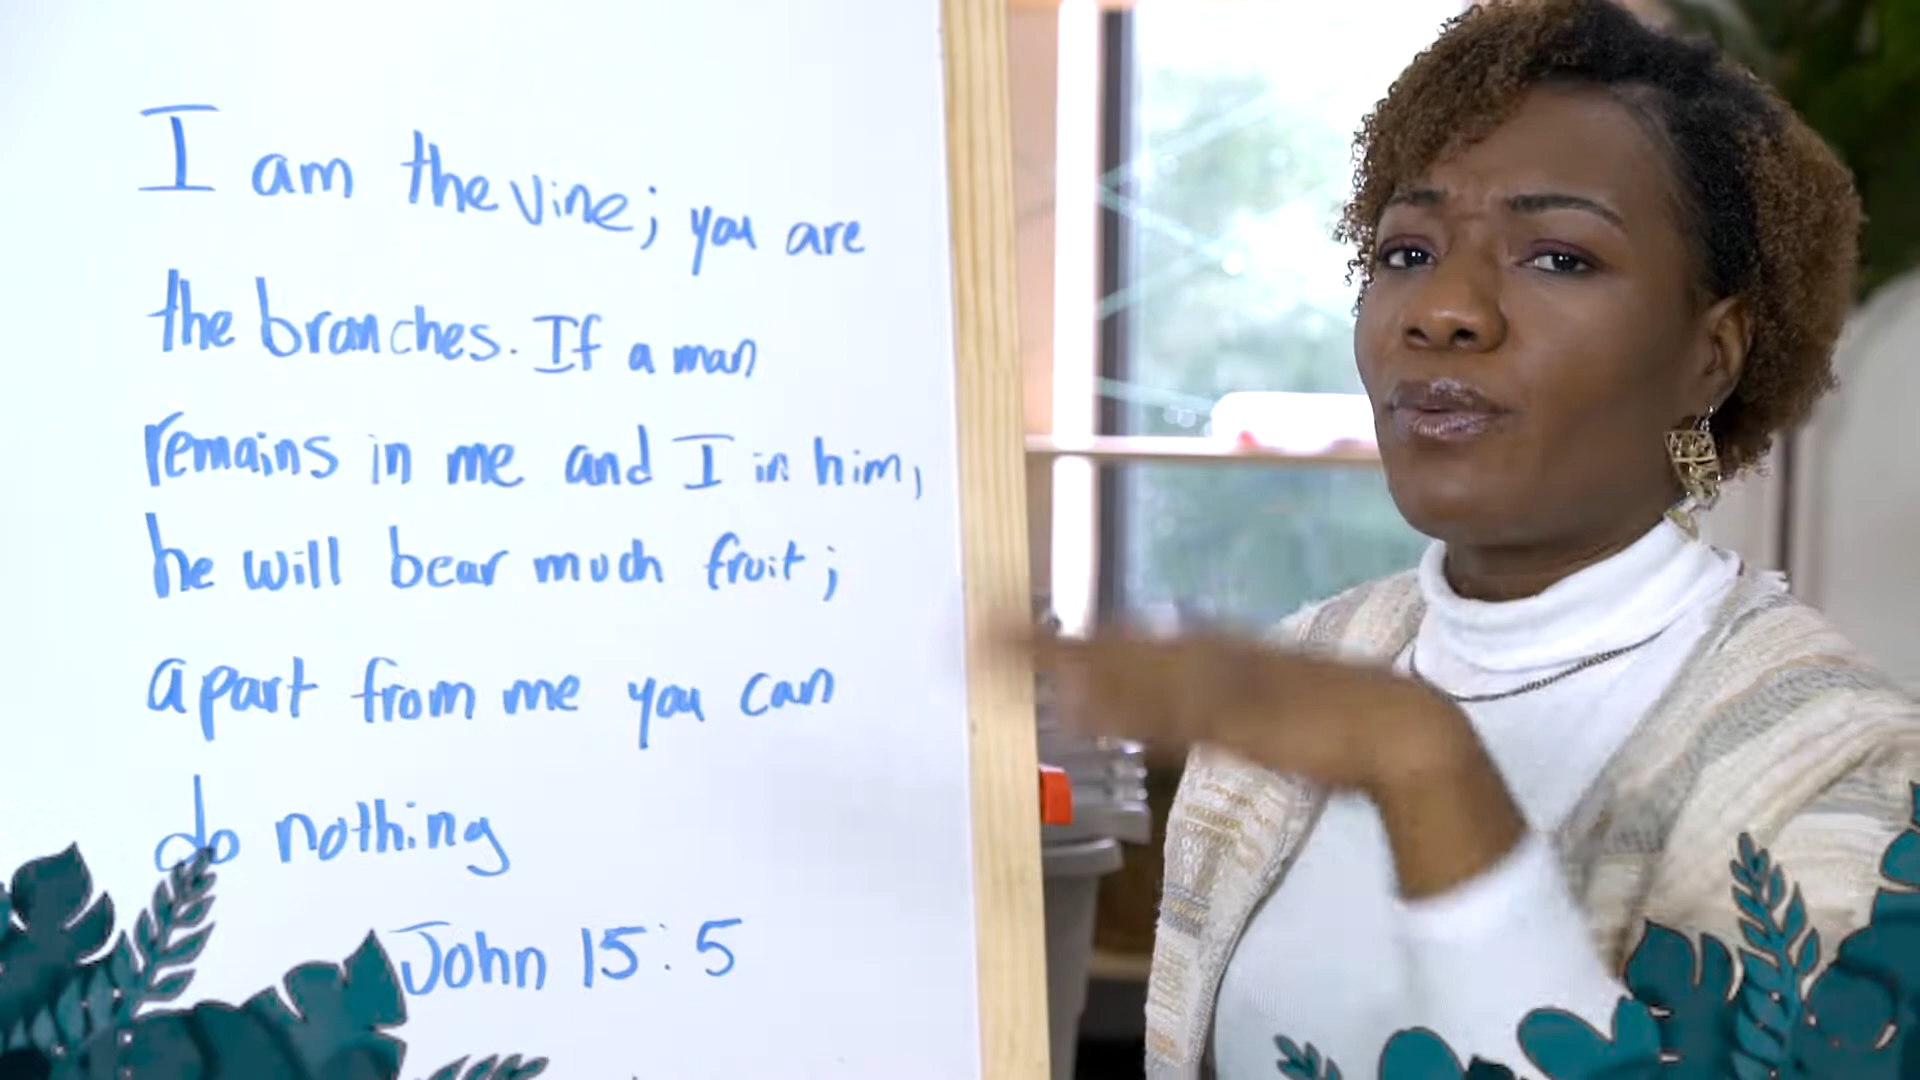 I am the vine; you are
the branches. If a man
remains in me and I in him,
he will bear much fruit;
apart from me you can
do nothing
John 15:5